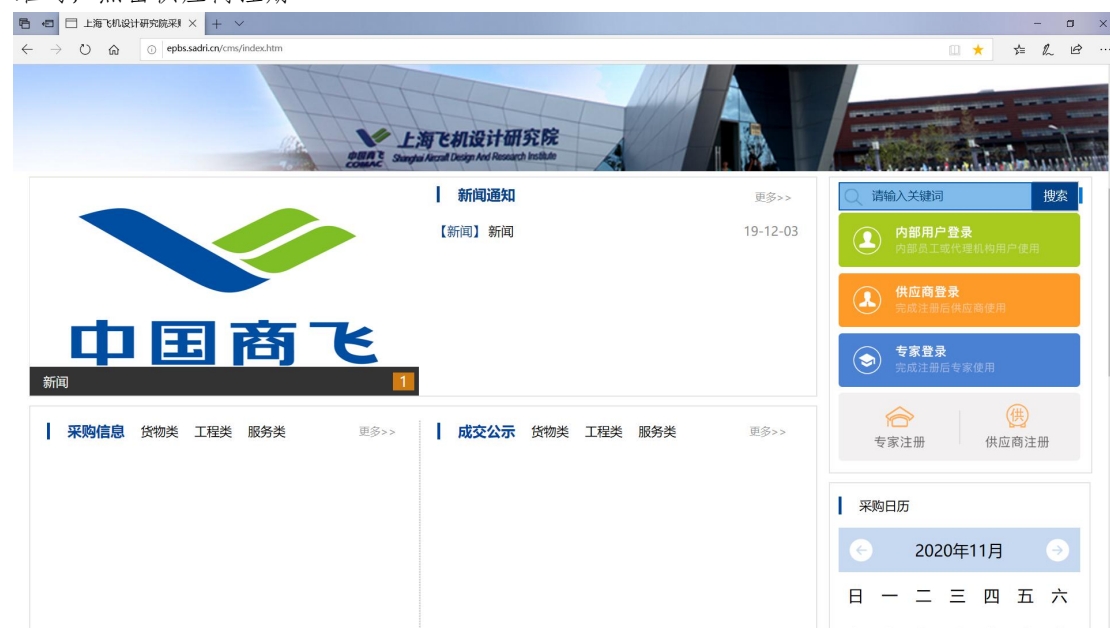 上海飞机设计研究院采购
epbs.sadri.cn/cms/index.htm
上海飞机设计研究院
中国商飞 COMAC Shanghai Aircraft Design And Research Institute
中国商飞
新闻 1
新闻通知 更多>>
【新闻】新闻 19-12-03
请输入关键词 搜索
内部用户登录
内部员工或代理机构用户使用
供应商登录
完成注册后供应商使用
专家登录
完成注册后专家使用
供
专家注册 供应商注册
采购信息 货物类 工程类 服务类 更多>>
成交公示 货物类 工程类 服务类 更多>>
采购日历
2020年11月
日 一 二 三 四 五 六